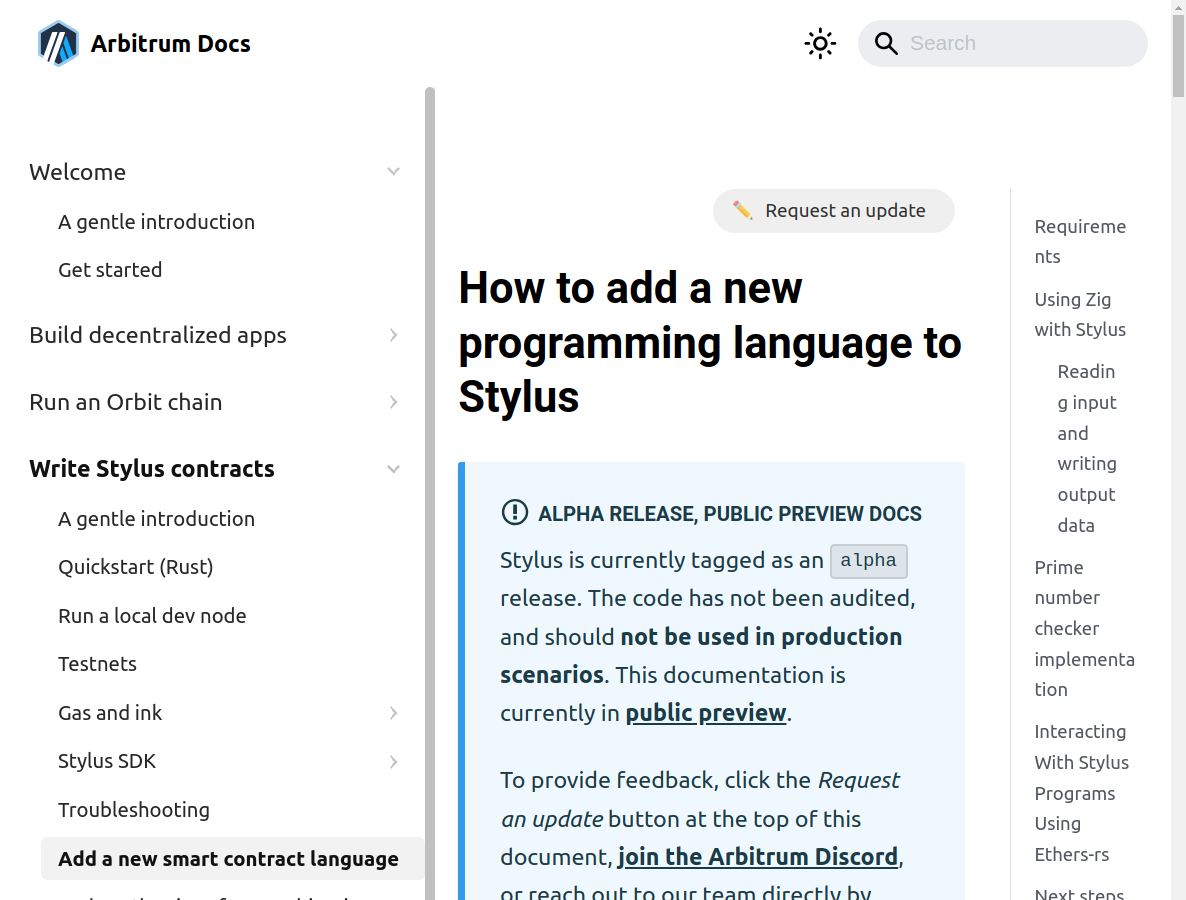 Arbitrum Docs
Search
Welcome
A gentle introduction
Get started
Build decentralized apps
Run an Orbit chain
Write Stylus contracts
A gentle introduction
Quickstart (Rust)
Run a local dev node
Testnets
Gas and ink
Stylus SDK
Troubleshooting
Add a new smart contract language
✏️ Request an update
How to add a new
programming language to
Stylus
ALPHA RELEASE, PUBLIC PREVIEW DOCS
Stylus is currently tagged as an alpha
release. The code has not been audited,
and should not be used in production
scenarios. This documentation is
currently in public preview.
To provide feedback, click the Request
an update button at the top of this
document, join the Arbitrum Discord,
or reach out to our team directly by
Requireme
nts
Using Zig
with Stylus
Readin
g input
and
writing
output
data
Prime
number
checker
implementa
tion
Interacting
With Stylus
Programs
Using
Ethers-rs
Next steps